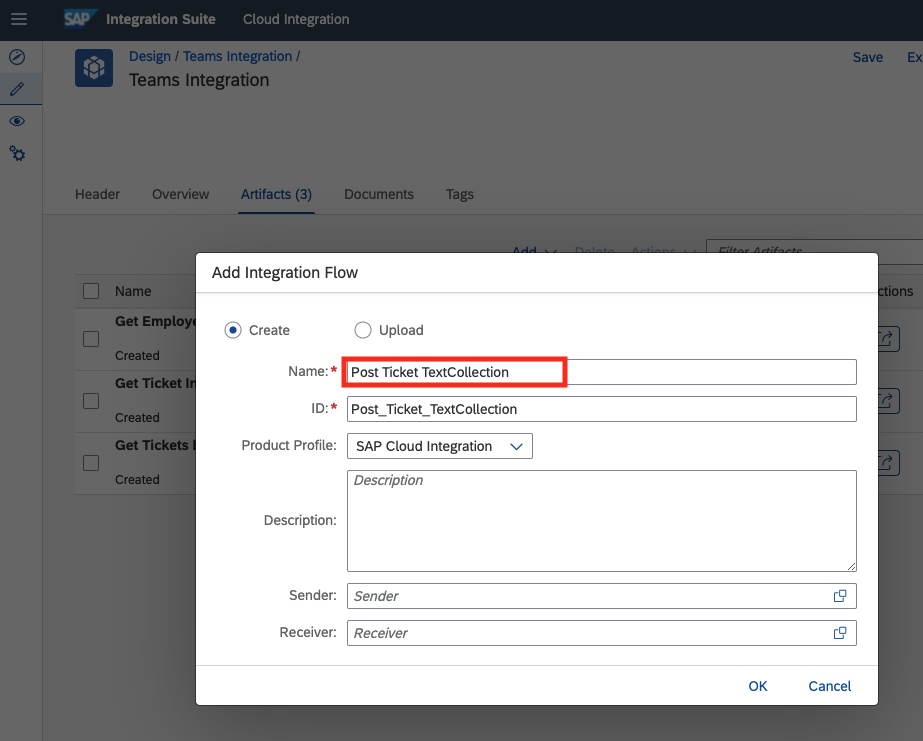 SAP Integration Suite Cloud Integration
Design / Teams Integration /
Save
Teams Integration
Header Overview Artifacts (3) Documents Tags
Add Delete Actions Filter Artifacts
Add Integration Flow
Name
Create Upload
Get Employe
Created
Name:* Post Ticket TextCollection
Get Ticket In
Created
ID:* Post_Ticket_TextCollection
Get Tickets
Created
Product Profile: SAP Cloud Integration
Description: Description
Sender: Sender
Receiver: Receiver
OK Cancel